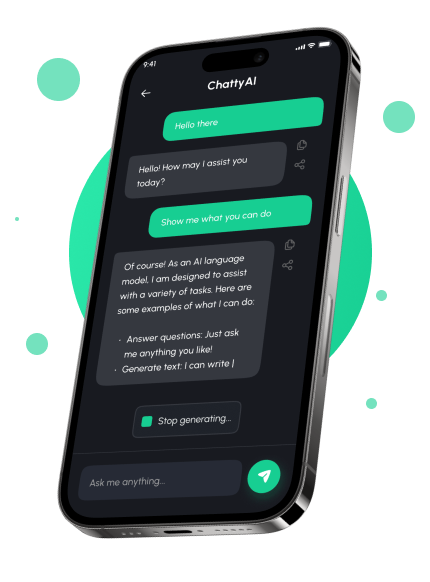 9:41
ChattyAI
Hello there
Hello! How may I assist you
today?
Show me what you can do
Of course! As an AI language
model, I am designed to assist
with a variety of tasks. Here are
some examples of what I can do:
· Answer questions: Just ask
me anything you like!
· Generate text: I can write |
Stop generating...
Ask me anything...